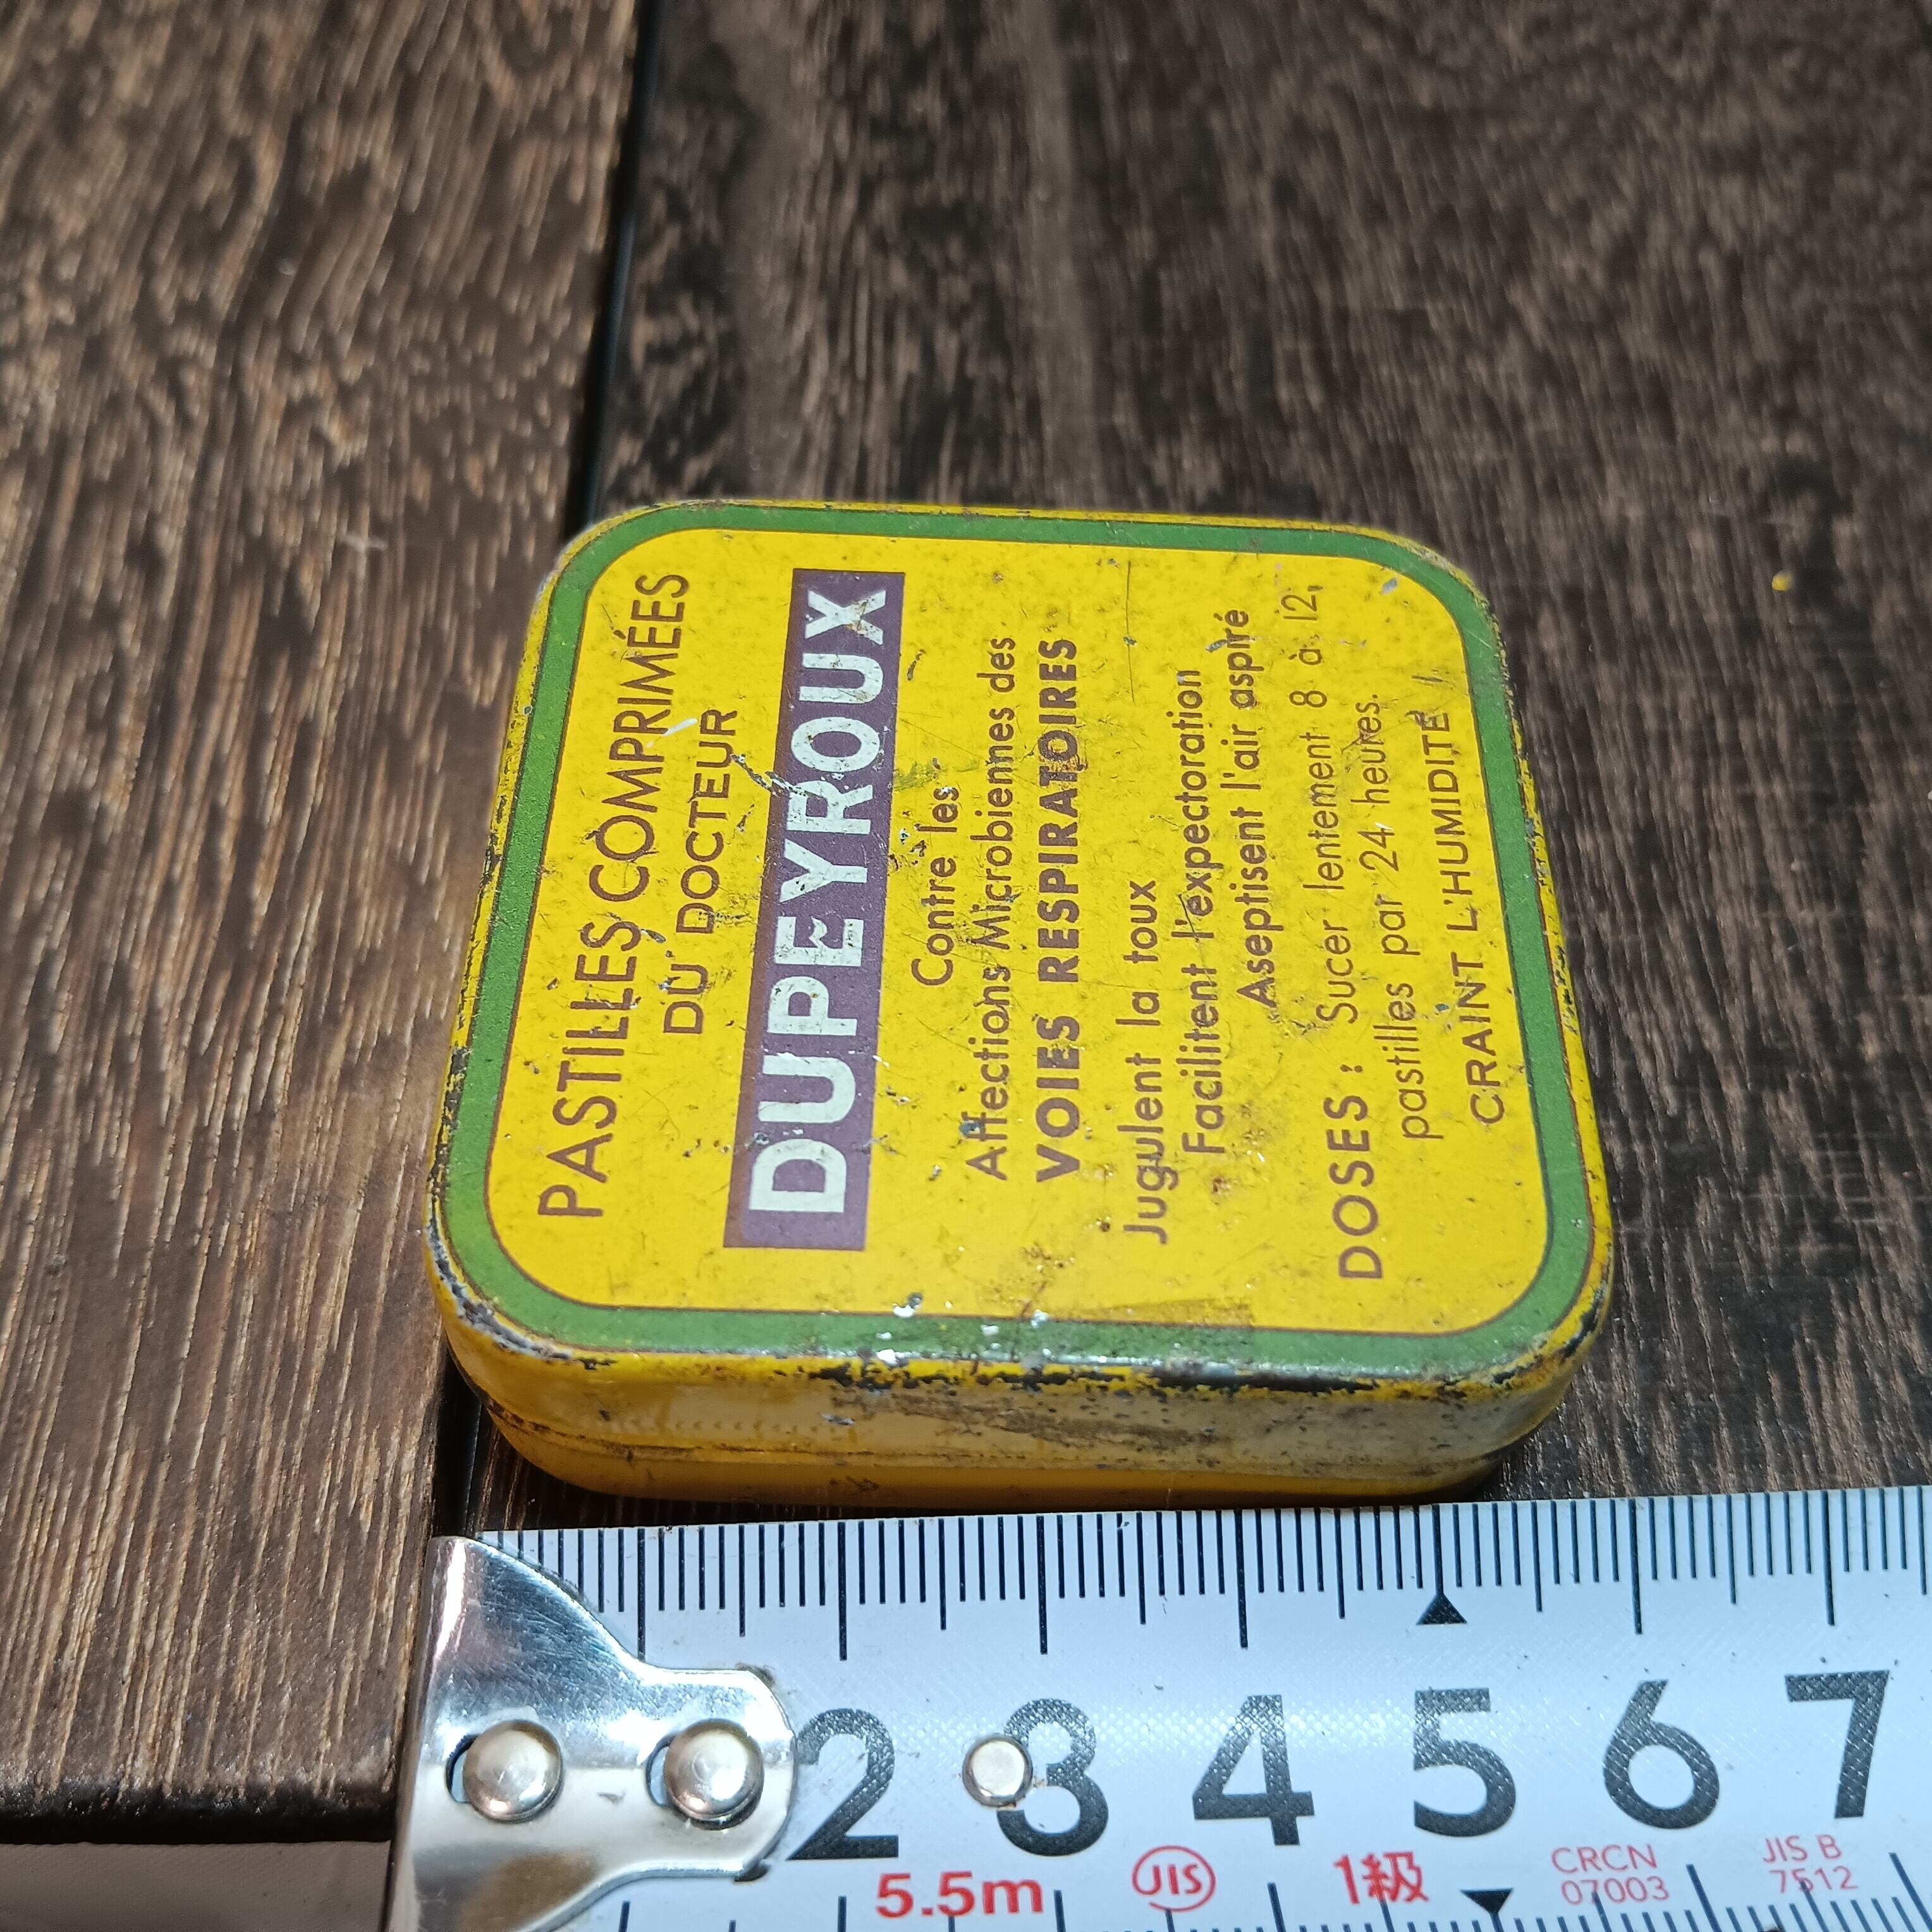 PASTILLES COMPRIMÉES
DU DOCTEUR
DUPEYROUX
Contre les
Affections Microbiennes des
VOIES RESPIRATOIRES
Jugulent la toux
Facilitent l'expectoration
Aseptisent l'air aspiré
DOSES : Sucer lentement 8 à 12,
pastilles par 24 heures.
CRAINT L'HUMIDITÉ
2 3 4 5 6 7
5.5m JIS 1級 CRCN JIS B
07003 7512